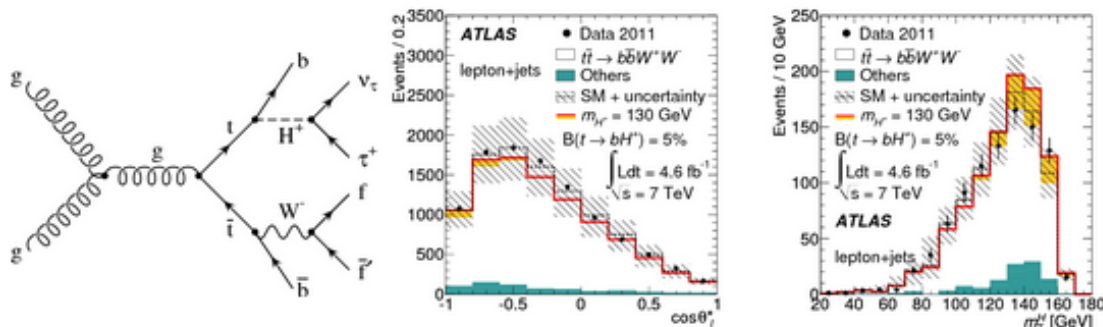 g
g
g
t
t̄
b
b̄
H⁺
W⁻
ν_τ
τ⁺
f
f̄'
Events / 0.2
3500
3000
2500
2000
1500
1000
500
0
ATLAS
lepton+jets
Data 2011
tt̄ → bb̄W⁺W⁻
Others
SM + uncertainty
m_H⁺ = 130 GeV
B(t → bH⁺) = 5%
∫Ldt = 4.6 fb⁻¹
√s = 7 TeV
-1 -0.5 0 0.5 1
cosθ*_l
Events / 10 GeV
250
200
150
100
50
0
Data 2011
tt̄ → bb̄W⁺W⁻
Others
SM + uncertainty
m_H⁺ = 130 GeV
B(t → bH⁺) = 5%
∫Ldt = 4.6 fb⁻¹
√s = 7 TeV
ATLAS
lepton+jets
20 40 60 80 100 120 140 160 180
[GeV]